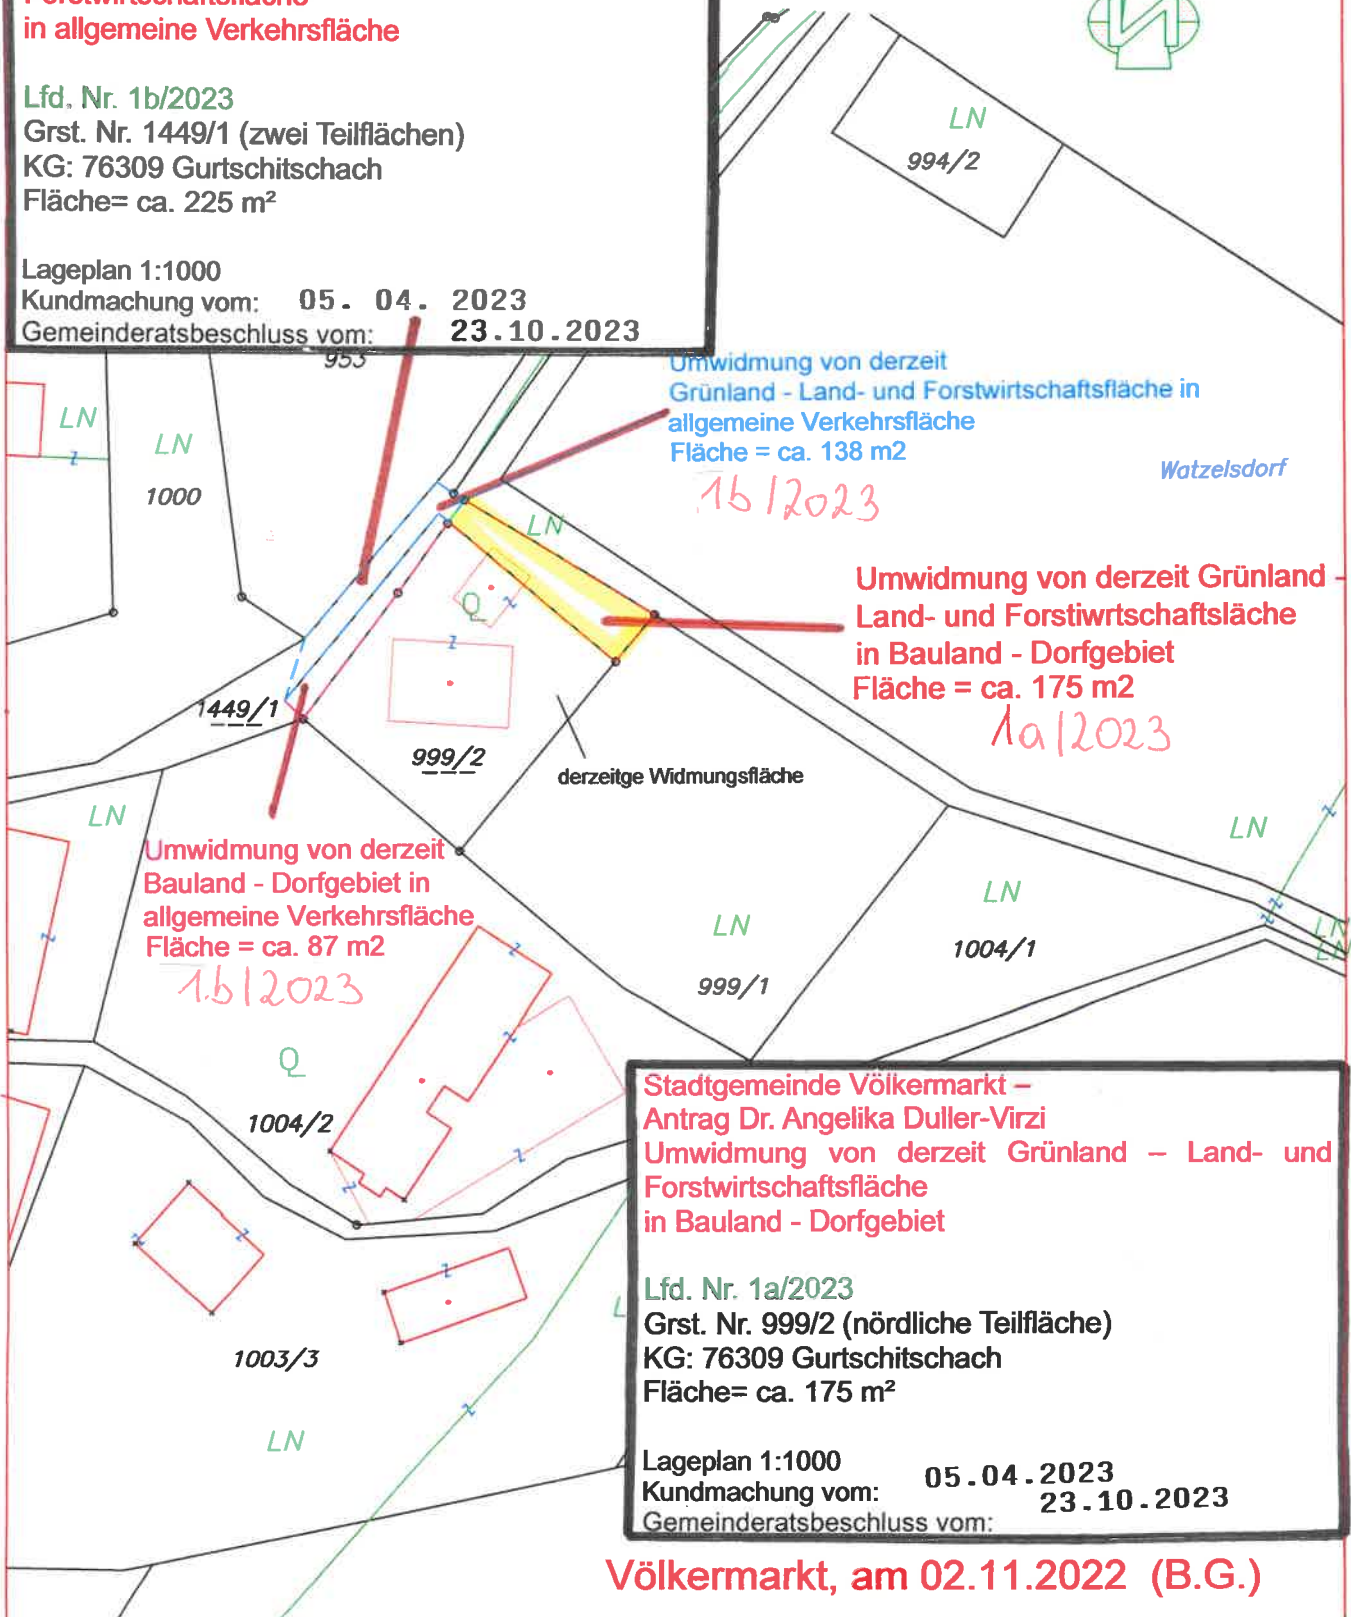 in allgemeine Verkehrsfläche
Lfd. Nr. 1b/2023
Grst. Nr. 1449/1 (zwei Teilflächen)
KG: 76309 Gurtschitschach
Fläche= ca. 225 m²
Lageplan 1:1000
Kundmachung vom: 05. 04. 2023
Gemeinderatsbeschluss vom: 23.10.2023
N
LN
994/2
953
Umwidmung von derzeit
Grünland - Land- und Forstwirtschaftsfläche in
allgemeine Verkehrsfläche
Fläche = ca. 138 m2
1b/2023
Watzelsdorf
LN
LN
1000
LN
Q
Umwidmung von derzeit Grünland -
Land- und Forstiwrtschaftsläche
in Bauland - Dorfgebiet
Fläche = ca. 175 m2
1a/2023
1449/1
999/2
derzeitge Widmungsfläche
LN
LN
Umwidmung von derzeit
Bauland - Dorfgebiet in
allgemeine Verkehrsfläche
Fläche = ca. 87 m2
1b/2023
LN
999/1
LN
1004/1
LN
LN
Q
1004/2
1003/3
LN
Stadtgemeinde Völkermarkt –
Antrag Dr. Angelika Duller-Virzi
Umwidmung von derzeit Grünland – Land- und
Forstwirtschaftsfläche
in Bauland - Dorfgebiet
Lfd. Nr. 1a/2023
Grst. Nr. 999/2 (nördliche Teilfläche)
KG: 76309 Gurtschitschach
Fläche= ca. 175 m²
Lageplan 1:1000
Kundmachung vom: 05.04.2023
Gemeinderatsbeschluss vom: 23.10.2023
Völkermarkt, am 02.11.2022 (B.G.)